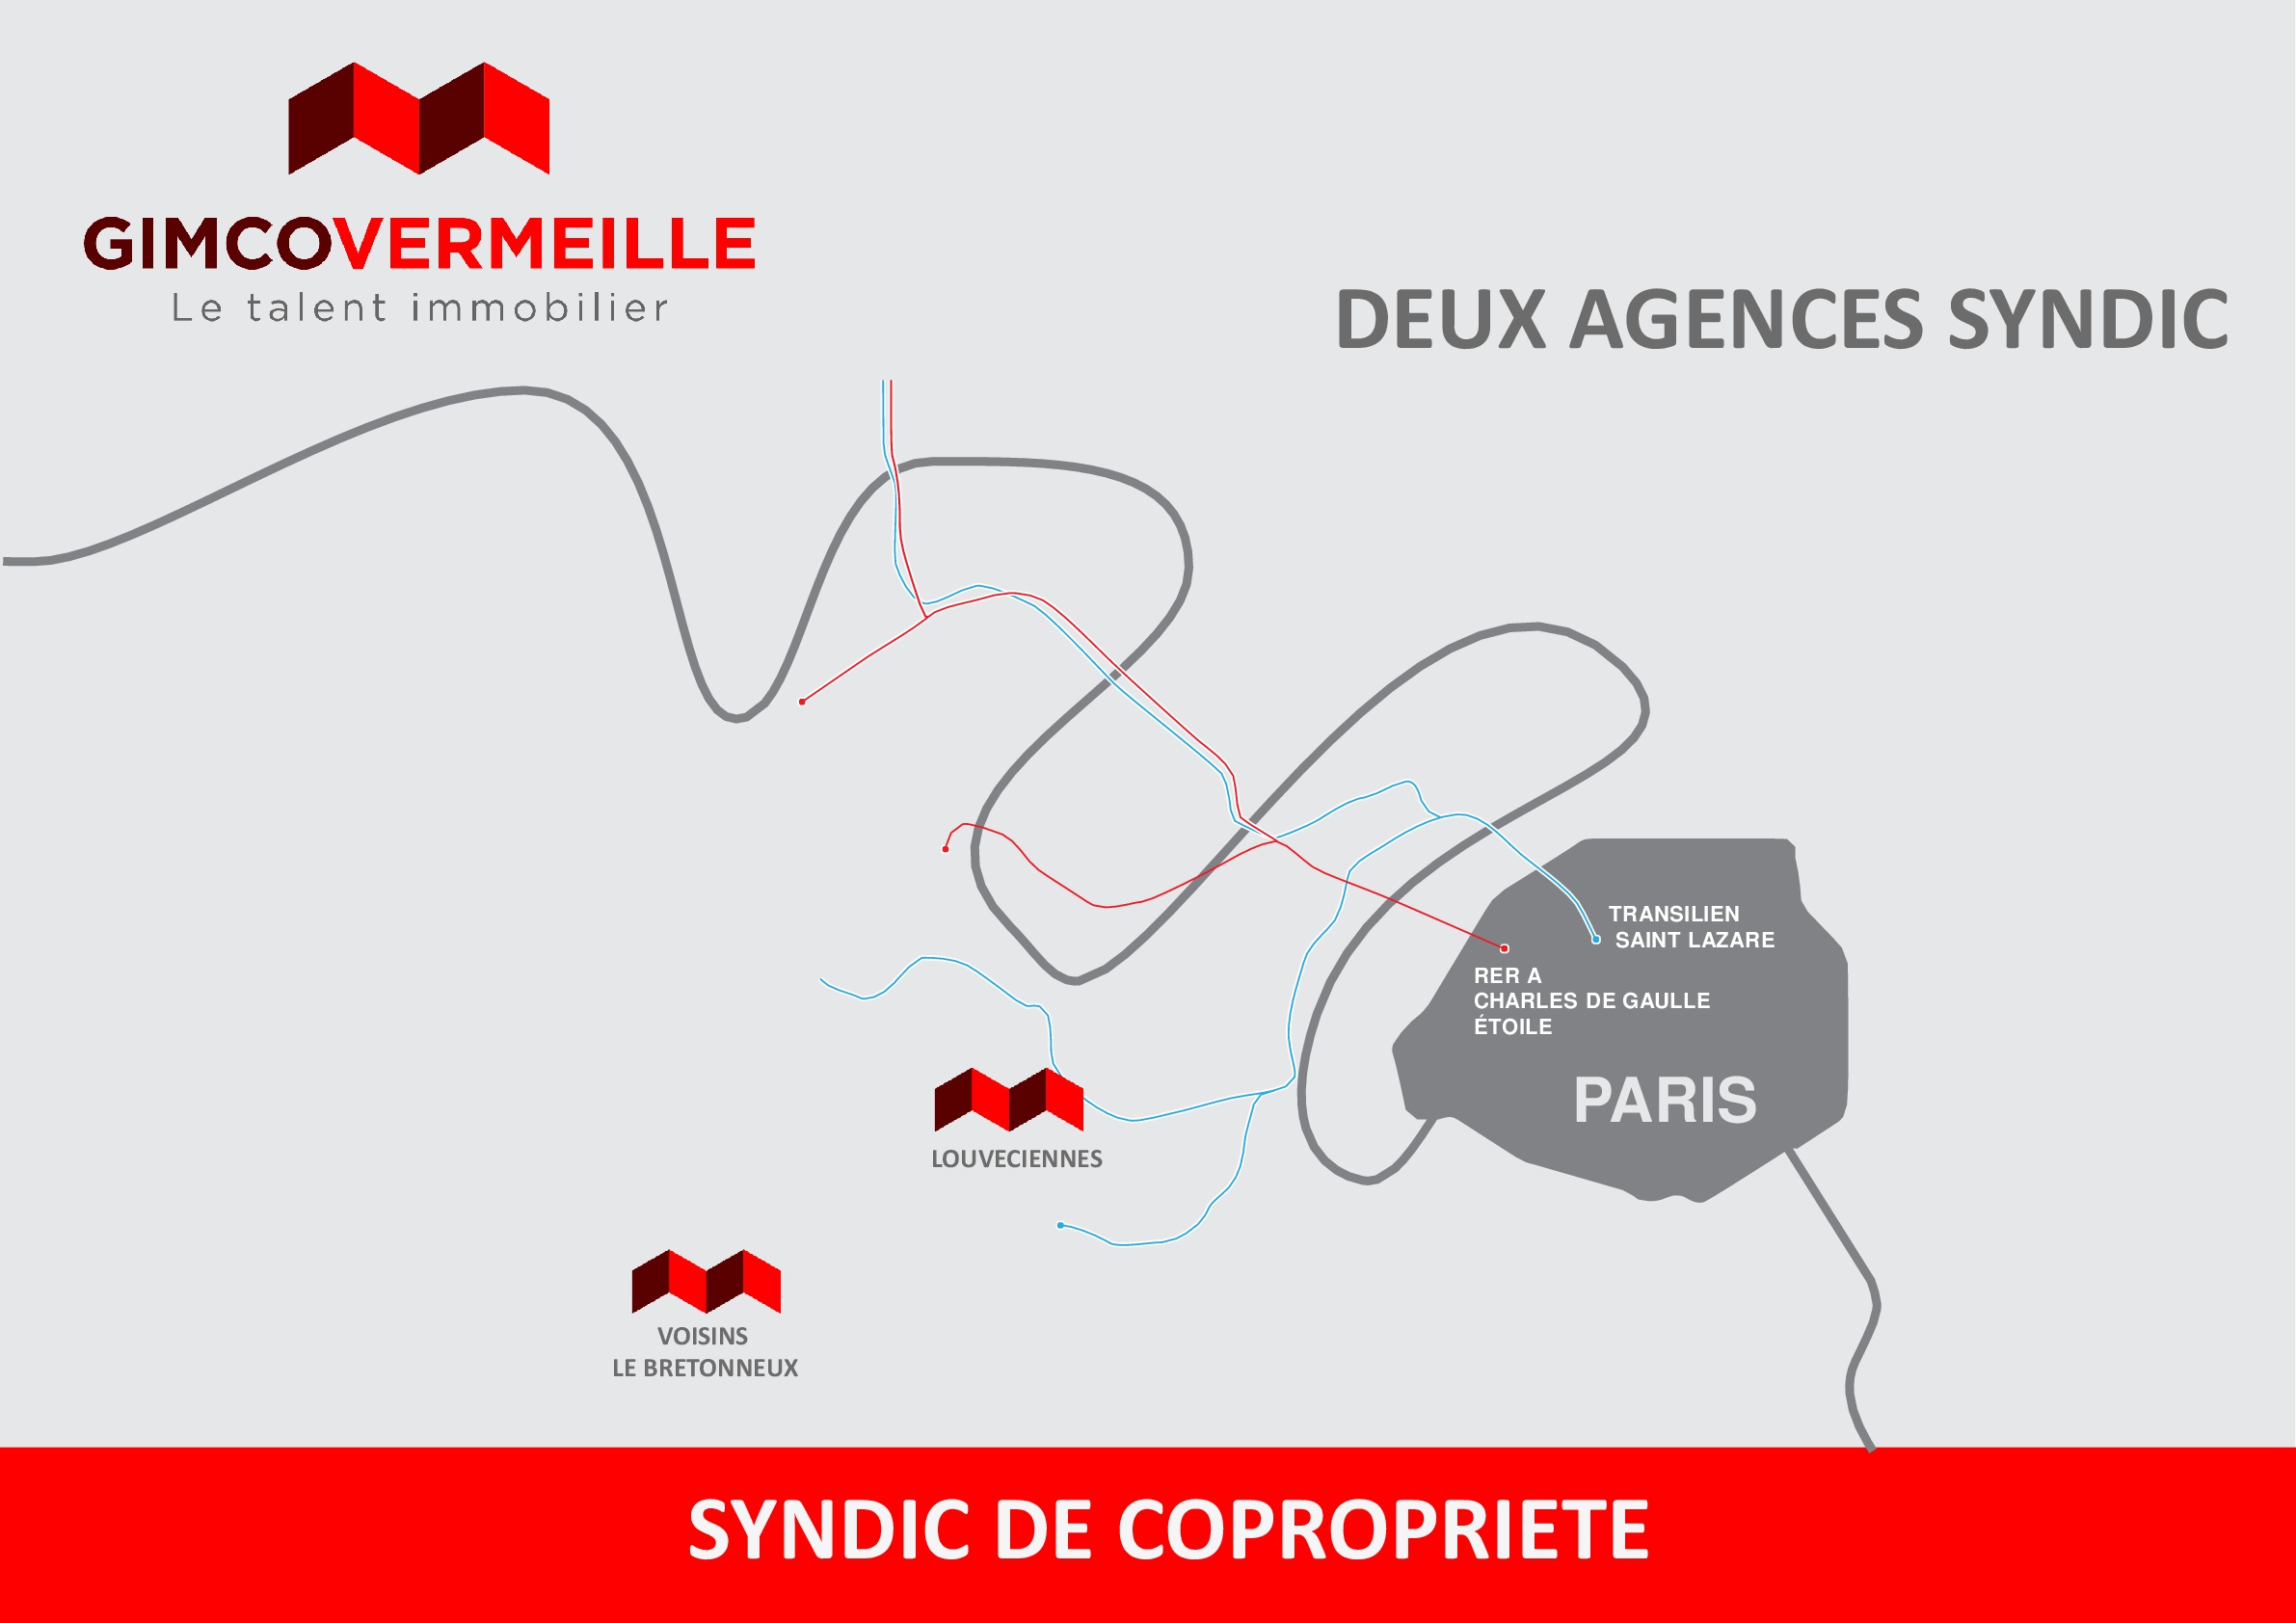 GIMCOVERMEILLE
Le talent immobilier
DEUX AGENCES SYNDIC
TRANSILIEN
SAINT LAZARE
RER A
CHARLES DE GAULLE
ÉTOILE
PARIS
LOUVECIENNES
VOISINS
LE BRETONNEUX
SYNDIC DE COPROPRIETE